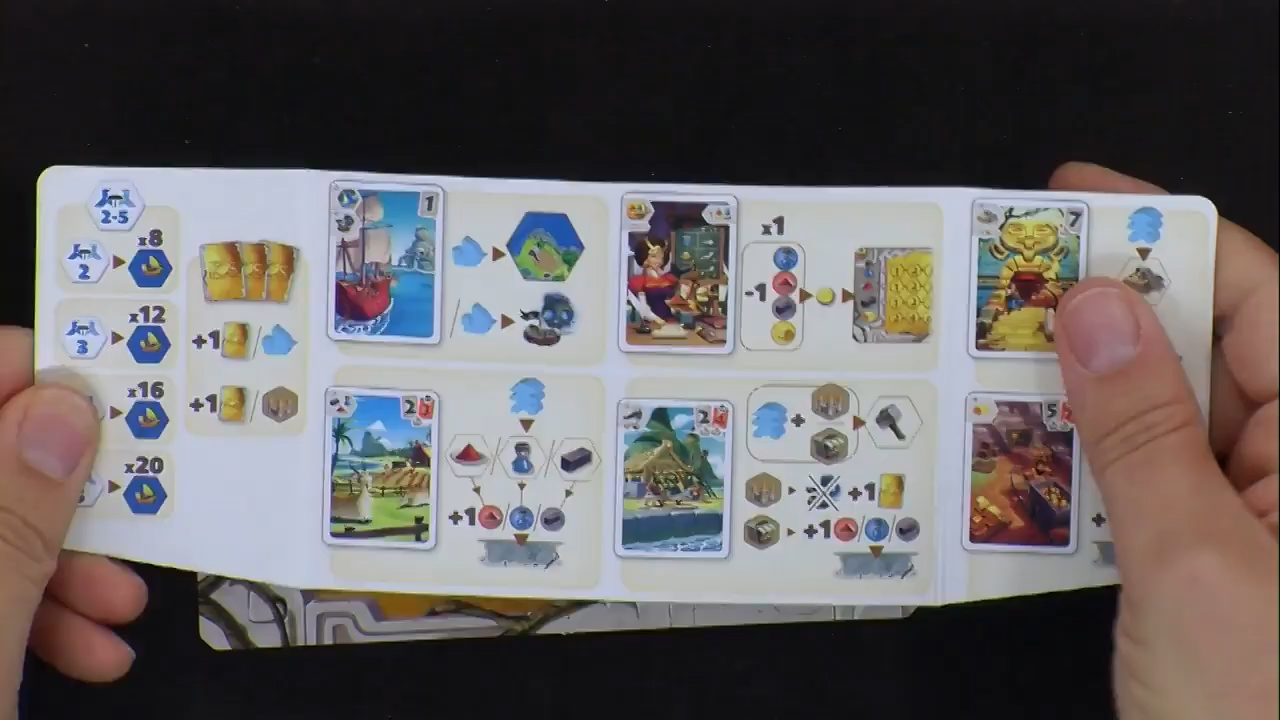 2-5
x8
2
x12
3
x16
x20
+1
/
+1
/
1
/
x1
-1
7
2 3
/ /
+1 / /
2
+
+1
+1 / /
5
+